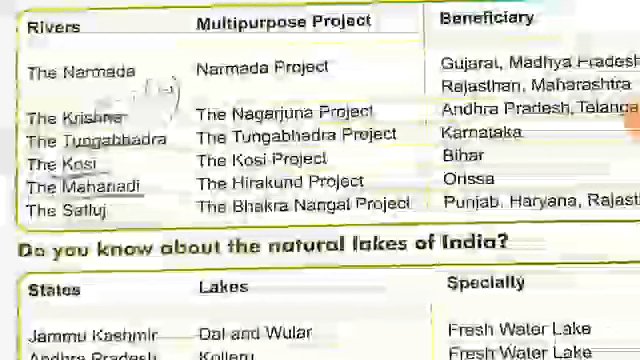 Rivers Multipurpose Project Beneficiary
The Narmada Narmada Project Gujarat, Madhya Pradesh
Rajasthan, Maharashtra
The Krishna The Nagarjuna Project Andhra Pradesh,
The Tungabhadra The Tungabhadra Project Karnataka
The Kosi The Kosi Project Bihar
The Mahanadi The Hirakund Project Orissa
The Satluj The Bhakra Nangal Project Punjab, Haryana,
Do you know about the natural lakes of India?
States Lakes Specialty
Jammu Kashmir Dal and Wular Fresh Water Lake
Andhra Pradesh Kolleru Fresh Water Lake